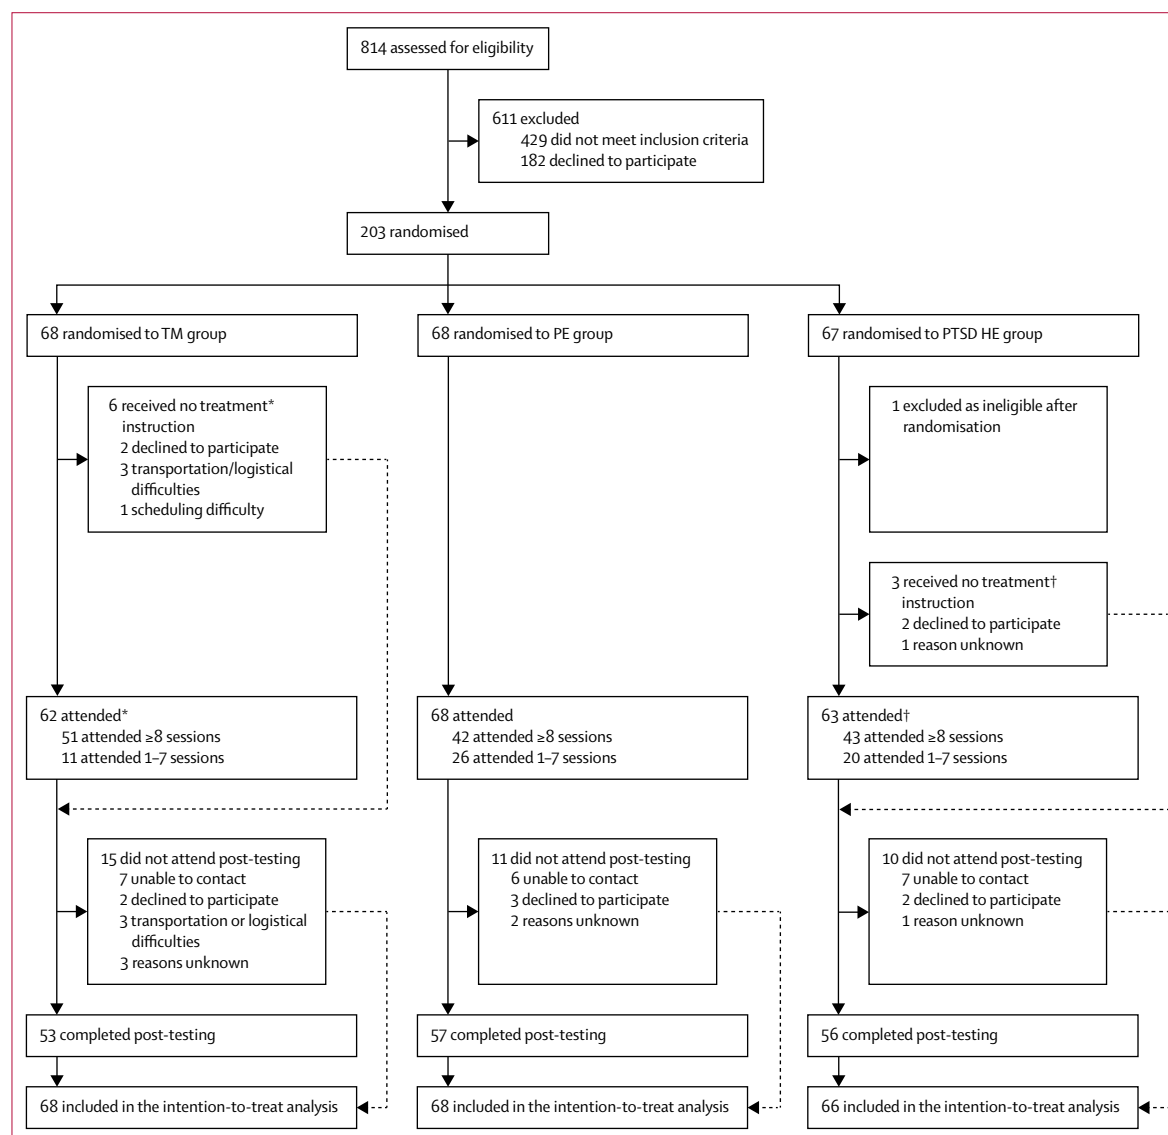 814 assessed for eligibility
611 excluded
429 did not meet inclusion criteria
182 declined to participate
203 randomised
68 randomised to TM group
68 randomised to PE group
67 randomised to PTSD HE group
6 received no treatment*
instruction
2 declined to participate
3 transportation/logistical
difficulties
1 scheduling difficulty
1 excluded as ineligible after
randomisation
3 received no treatment†
instruction
2 declined to participate
1 reason unknown
62 attended*
51 attended ≥8 sessions
11 attended 1–7 sessions
68 attended
42 attended ≥8 sessions
26 attended 1–7 sessions
63 attended†
43 attended ≥8 sessions
20 attended 1–7 sessions
15 did not attend post-testing
7 unable to contact
2 declined to participate
3 transportation or logistical
difficulties
3 reasons unknown
11 did not attend post-testing
6 unable to contact
3 declined to participate
2 reasons unknown
10 did not attend post-testing
7 unable to contact
2 declined to participate
1 reason unknown
53 completed post-testing
57 completed post-testing
56 completed post-testing
68 included in the intention-to-treat analysis
68 included in the intention-to-treat analysis
66 included in the intention-to-treat analysis